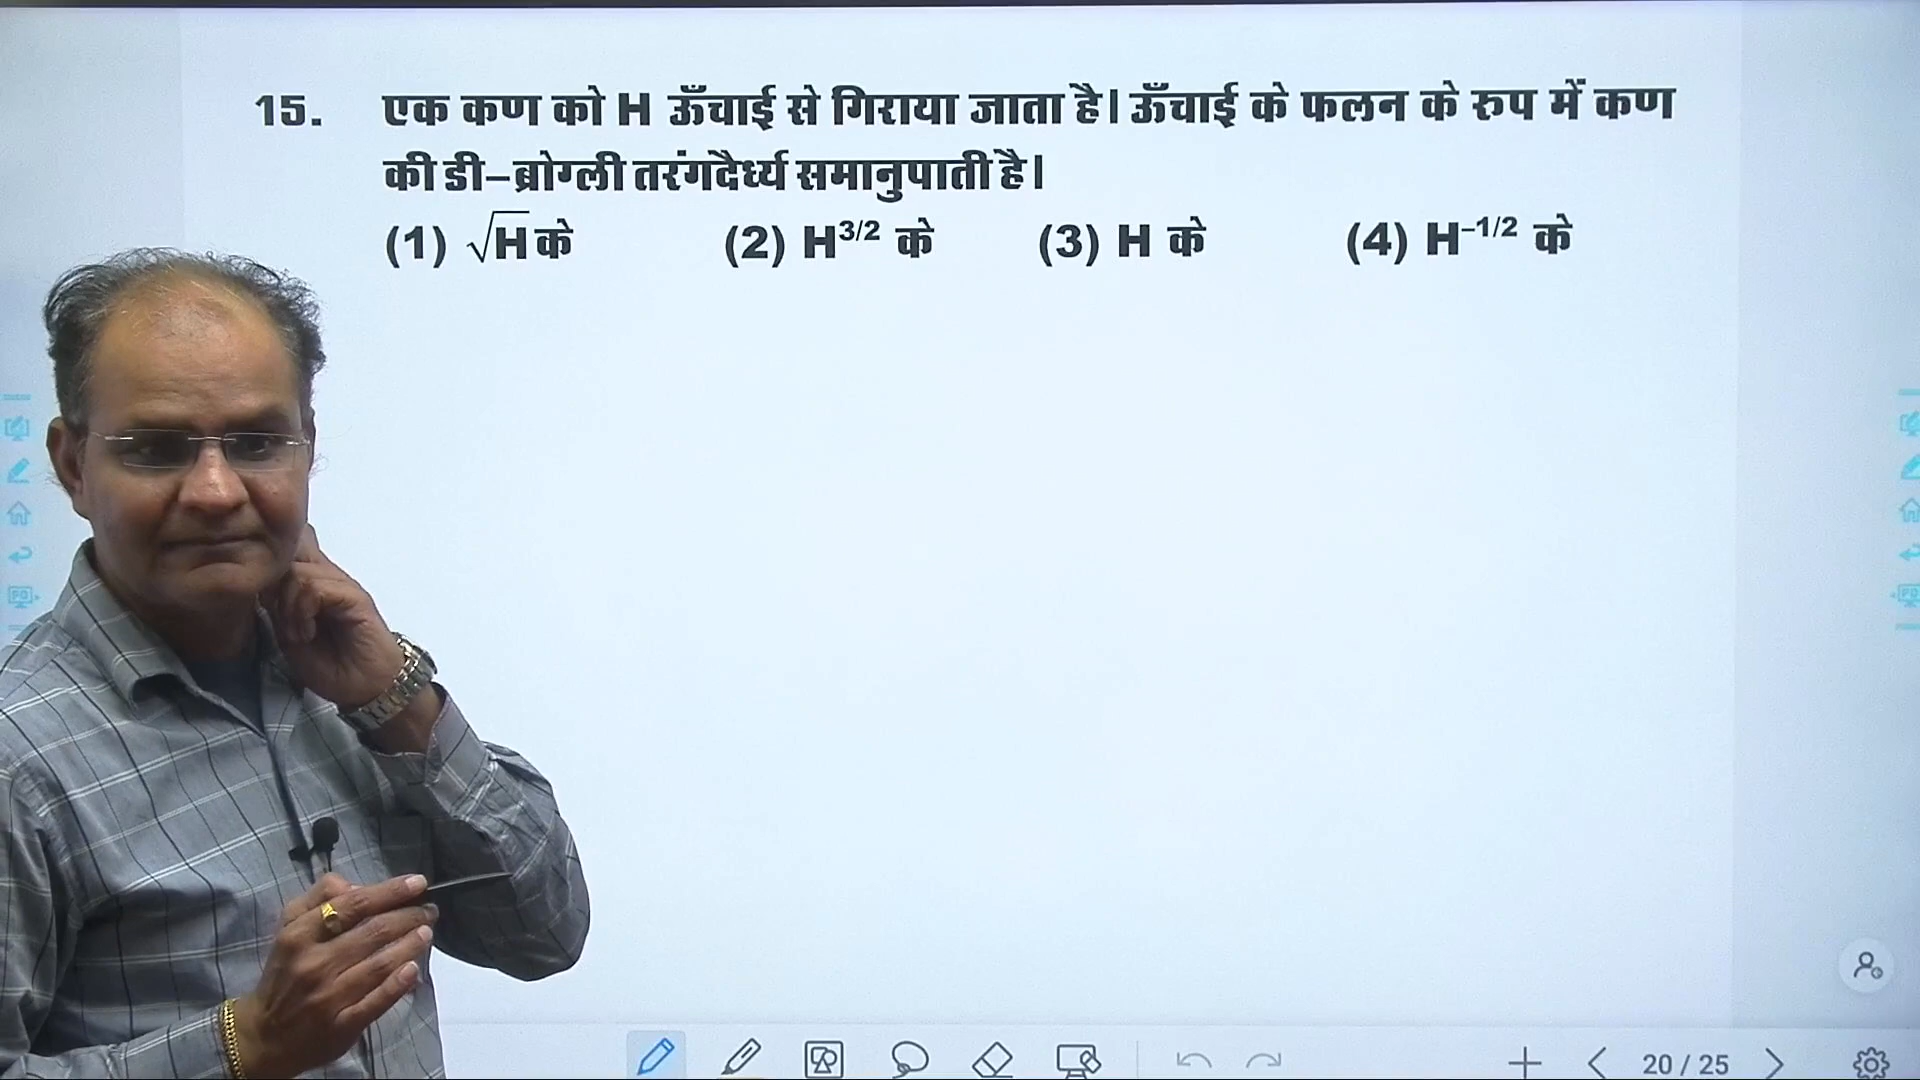 15. एक कण को H ऊँचाई से गिराया जाता है। ऊँचाई के फलन के रुप में कण
की डी–ब्रोग्ली तरंगदैर्ध्य समानुपाती है।
(1) √H के (2) H^3/2 के (3) H के (4) H^–1/2 के
20 / 25